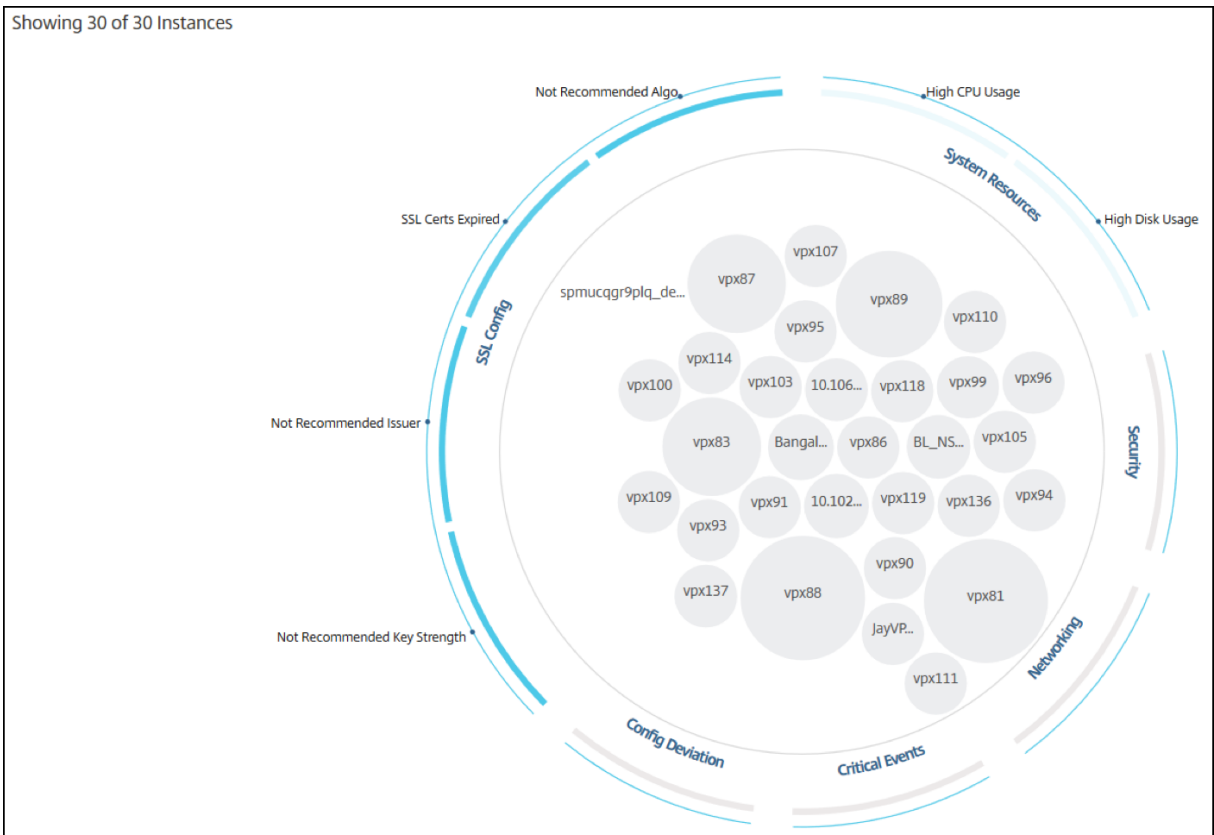 Showing 30 of 30 Instances
Not Recommended Algo
High CPU Usage
System Resources
SSL Certs Expired
High Disk Usage
vpx107
vpx87
spmucqgr9plq_de...
vpx89
vpx110
vpx95
SSL Config
vpx114
vpx100
vpx103
10.106...
vpx118
vpx99
vpx96
Not Recommended Issuer
vpx83
Bangal...
vpx86
BL_NS...
vpx105
Security
vpx109
vpx91
10.102...
vpx119
vpx136
vpx94
vpx93
vpx90
vpx137
vpx88
vpx81
Not Recommended Key Strength
JayVP...
Networking
vpx111
Config Deviation
Critical Events